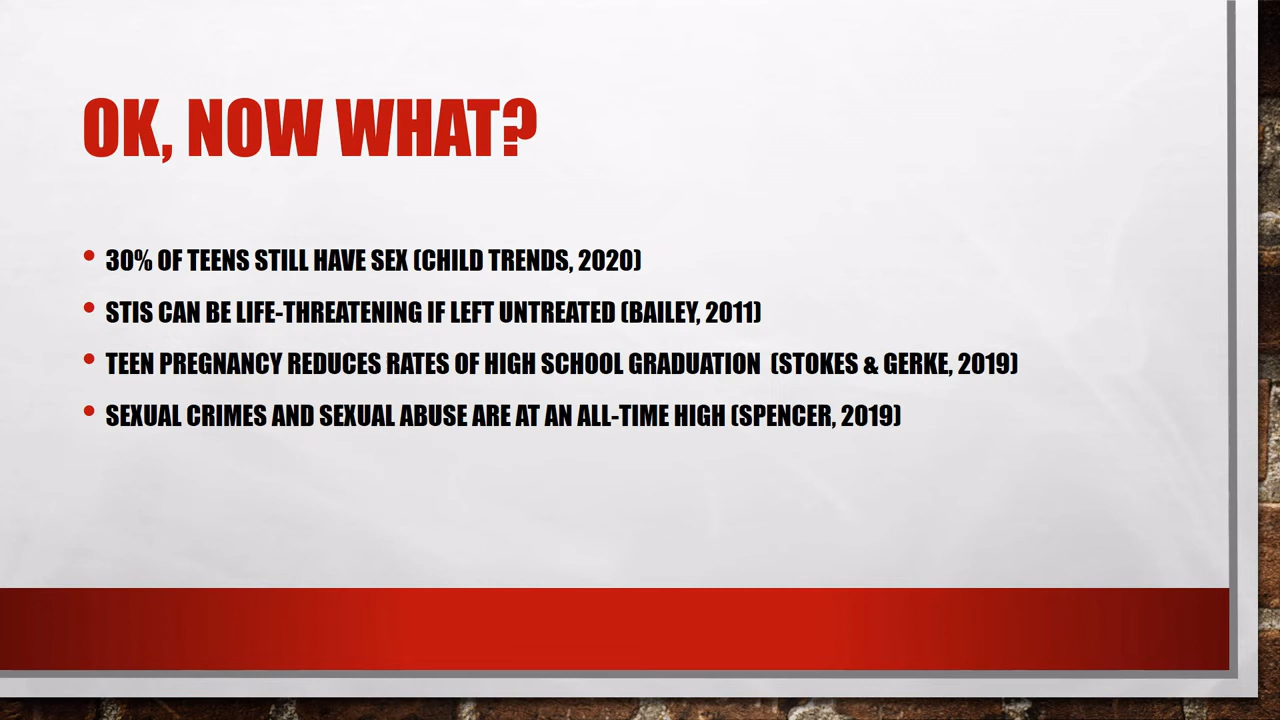 OK, NOW WHAT?
• 30% OF TEENS STILL HAVE SEX (CHILD TRENDS, 2020)
• STIS CAN BE LIFE-THREATENING IF LEFT UNTREATED (BAILEY, 2011)
• TEEN PREGNANCY REDUCES RATES OF HIGH SCHOOL GRADUATION (STOKES & GERKE, 2019)
• SEXUAL CRIMES AND SEXUAL ABUSE ARE AT AN ALL-TIME HIGH (SPENCER, 2019)